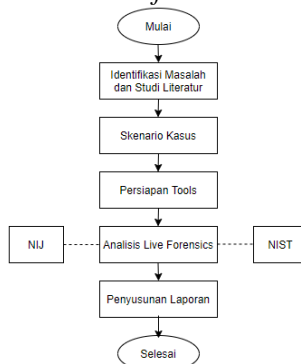 Mulai
Identifikasi Masalah
dan Studi Literatur
Skenario Kasus
Persiapan Tools
NIJ
Analisis Live Forensics
NIST
Penyusunan Laporan
Selesai